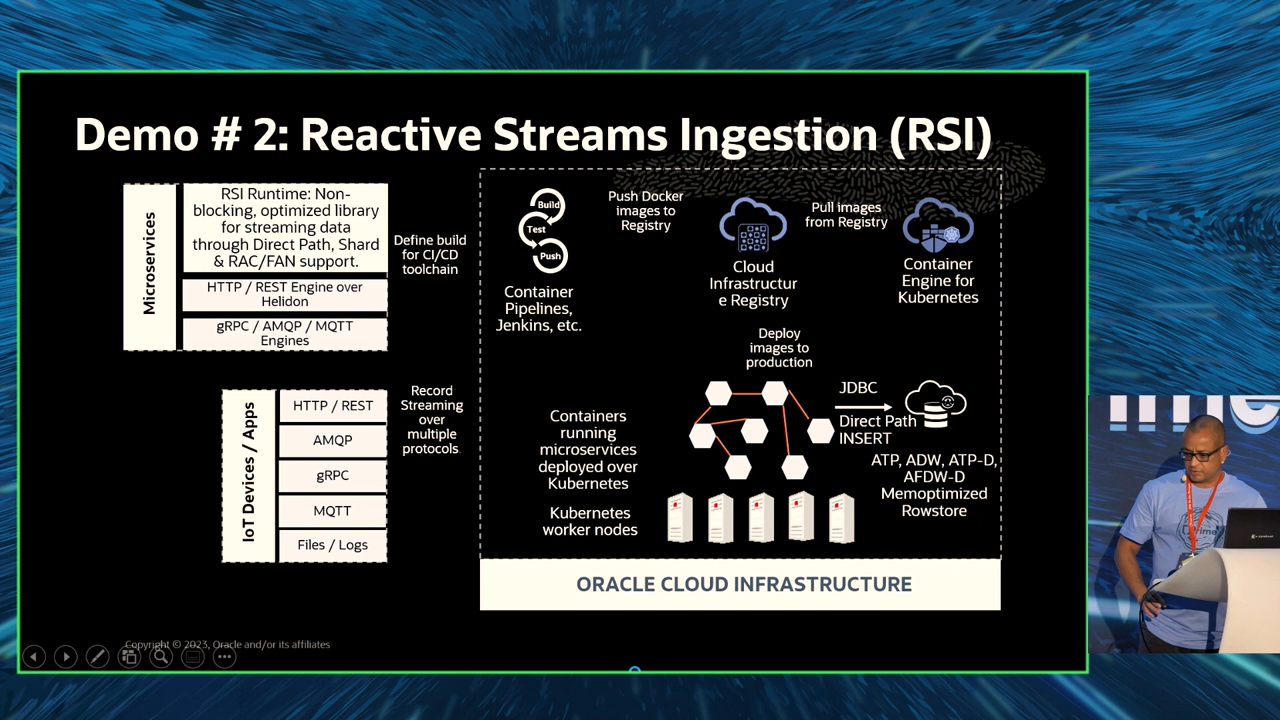 Demo # 2: Reactive Streams Ingestion (RSI)
Microservices
RSI Runtime: Non-
blocking, optimized library
for streaming data
through Direct Path, Shard
& RAC/FAN support.
HTTP / REST Engine over
Helidon
gRPC / AMQP / MQTT
Engines
Define build
for CI/CD
toolchain
IoT Devices / Apps
HTTP / REST
AMQP
gRPC
MQTT
Files / Logs
Record
Streaming
over
multiple
protocols
Build
Test
Push
Container
Pipelines,
Jenkins, etc.
Push Docker
images to
Registry
Cloud
Infrastructur
e Registry
Pull images
from Registry
Container
Engine for
Kubernetes
Deploy
images to
production
Containers
running
microservices
deployed over
Kubernetes
Kubernetes
worker nodes
JDBC
Direct Path
INSERT
ATP, ADW, ATP-D,
AFDW-D
Memoptimized
Rowstore
ORACLE CLOUD INFRASTRUCTURE
Copyright © 2023, Oracle and/or its affiliates